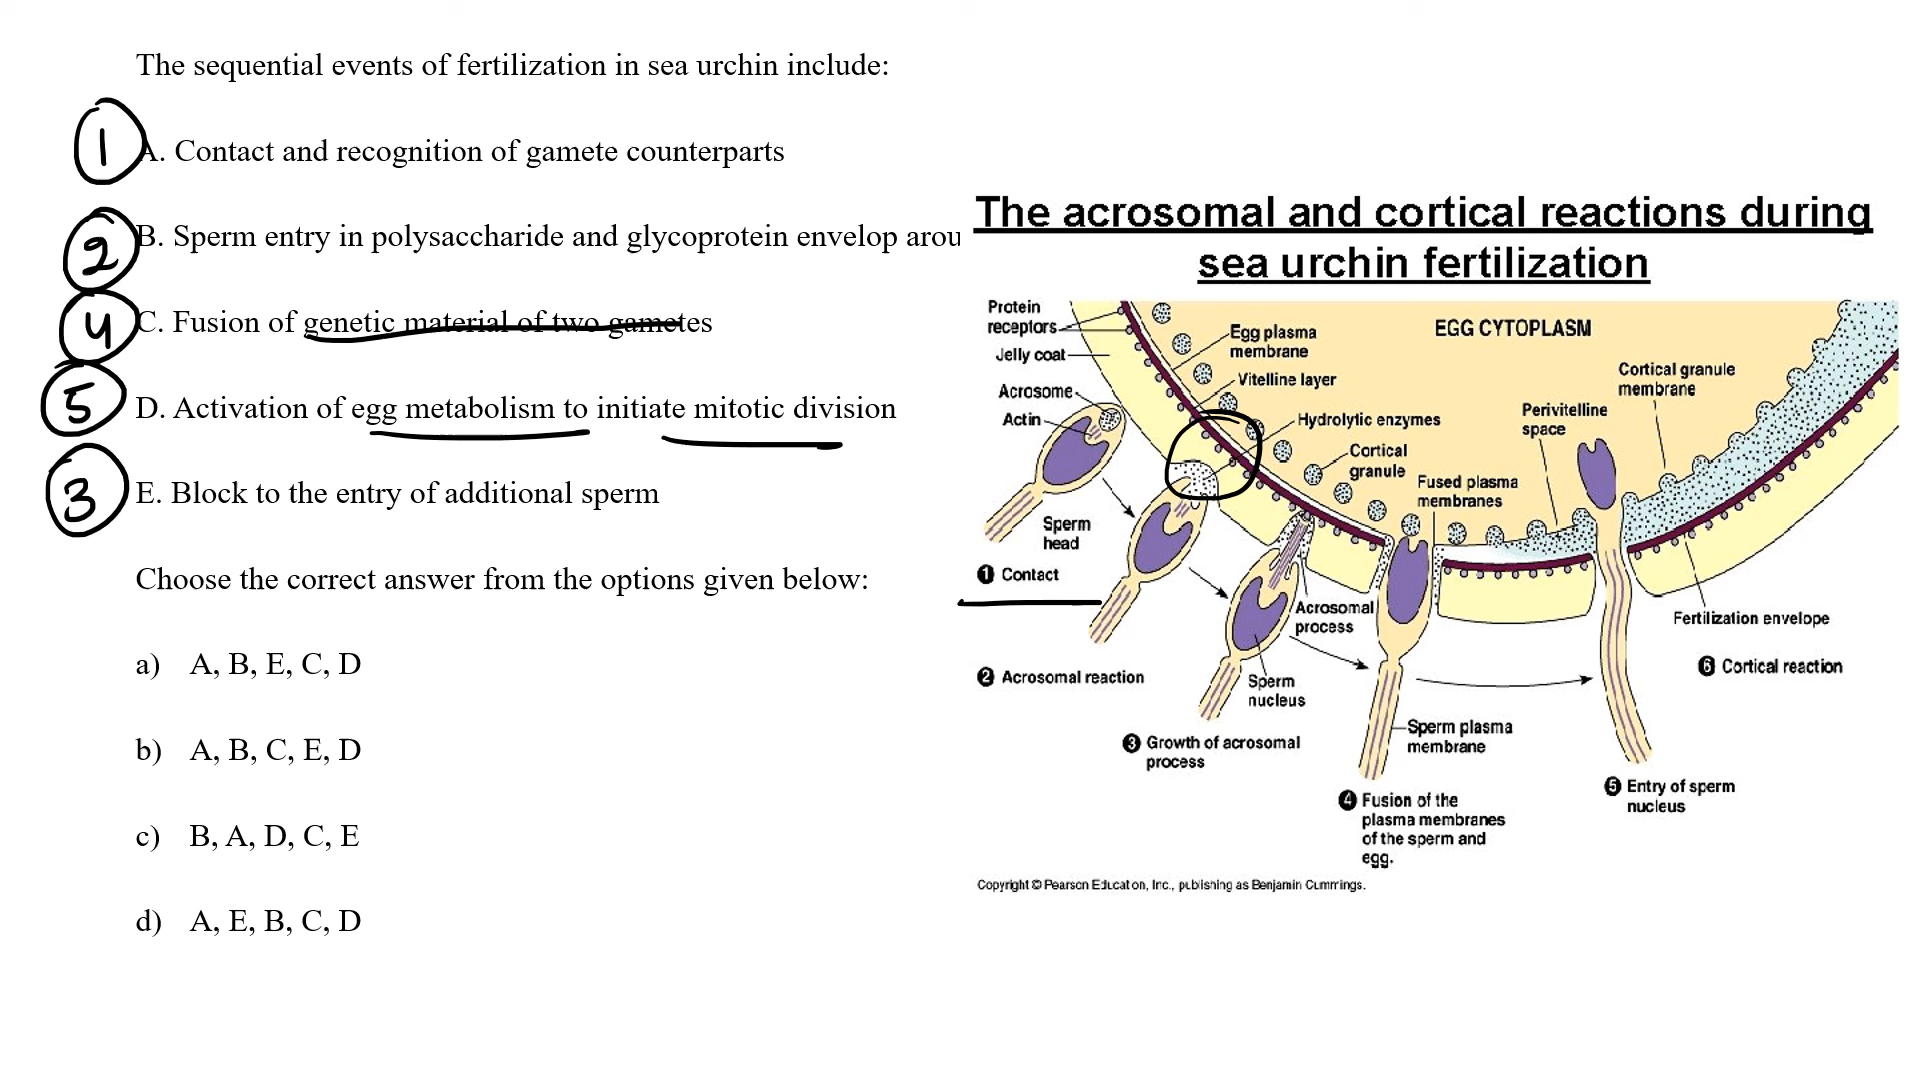 The sequential events of fertilization in sea urchin include:
1 A. Contact and recognition of gamete counterparts
2 B. Sperm entry in polysaccharide and glycoprotein envelop arou
4 C. Fusion of genetic material of two gametes
5 D. Activation of egg metabolism to initiate mitotic division
3 E. Block to the entry of additional sperm
Choose the correct answer from the options given below:
a) A, B, E, C, D
b) A, B, C, E, D
c) B, A, D, C, E
d) A, E, B, C, D
The acrosomal and cortical reactions during
sea urchin fertilization
Protein
receptors
Jelly coat
Acrosome
Actin
Sperm
head
1 Contact
2 Acrosomal reaction
Egg plasma
membrane
Vitelline layer
Hydrolytic enzymes
Cortical
granule
Fused plasma
membranes
EGG CYTOPLASM
Perivitelline
space
Cortical granule
membrane
Acrosomal
process
Sperm
nucleus
3 Growth of acrosomal
process
Sperm plasma
membrane
4 Fusion of the
plasma membranes
of the sperm and
egg.
5 Entry of sperm
nucleus
Fertilization envelope
6 Cortical reaction
Copyright © Pearson Education, Inc., publishing as Benjamin Cummings.